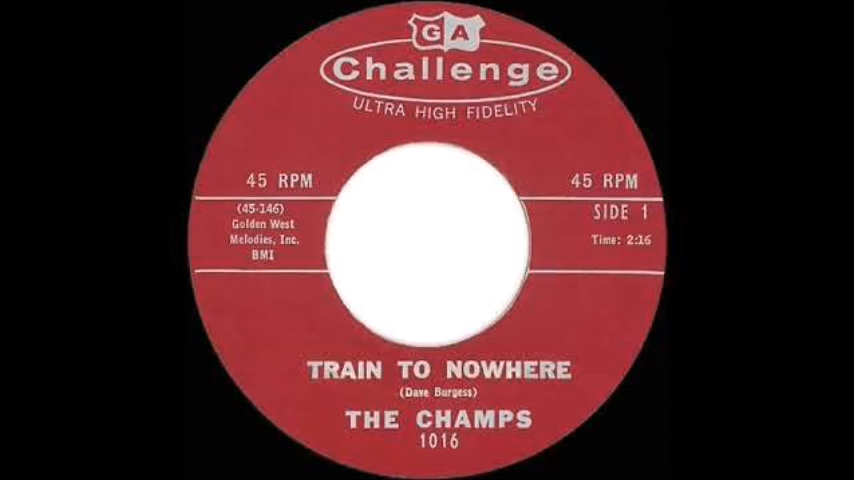 GA
Challenge
ULTRA HIGH FIDELITY
45 RPM
45 RPM
(45-146)
Golden West
Melodies, Inc.
BMI
SIDE 1
Time: 2:16
TRAIN TO NOWHERE
(Dave Burgess)
THE CHAMPS
1016